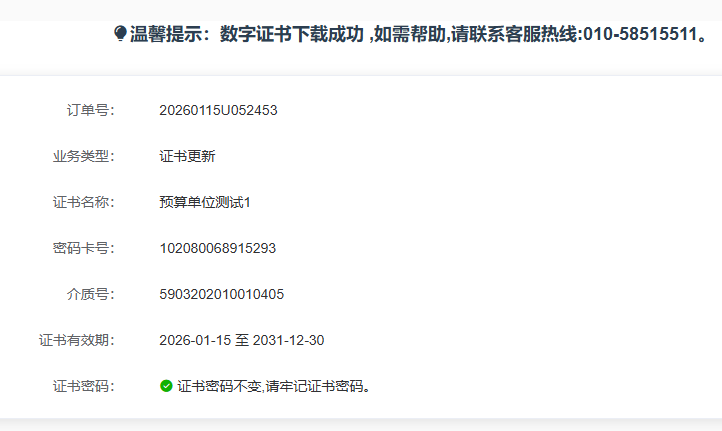 温馨提示：数字证书下载成功 ,如需帮助,请联系客服热线:010-58515511。
订单号： 20260115U052453
业务类型： 证书更新
证书名称： 预算单位测试1
密码卡号： 102080068915293
介质号： 5903202010010405
证书有效期： 2026-01-15 至 2031-12-30
证书密码： 证书密码不变,请牢记证书密码。